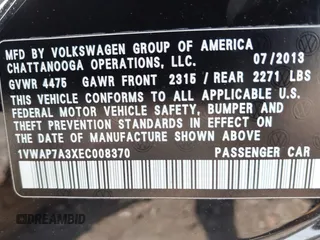 MFD BY VOLKSWAGEN GROUP OF AMERICA
CHATTANOOGA OPERATIONS, LLC. 07/2013
GVWR 4475 GAWR FRONT 2315 / REAR 2271 LBS
THIS VEHICLE CONFORMS TO ALL APPLICABLE U.S.
FEDERAL MOTOR VEHICLE SAFETY, BUMPER AND
THEFT PREVENTION STANDARDS IN EFFECT ON
THE DATE OF MANUFACTURE SHOWN ABOVE
1VWAP7A3XEC008370 PASSENGER CAR
DREAMBID